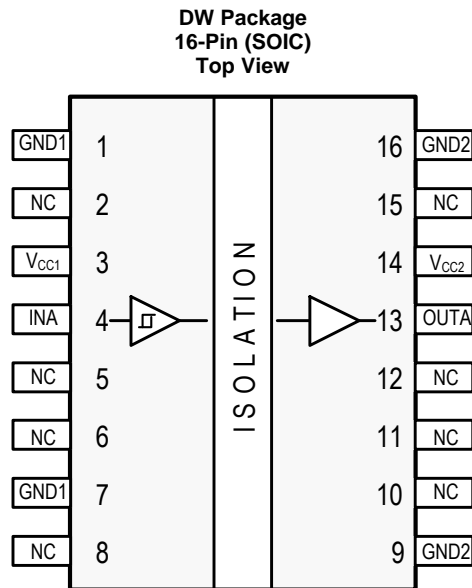 DW Package
16-Pin (SOIC)
Top View
GND1 1 16 GND2
NC 2 15 NC
VCC1 3 14 VCC2
INA 4 13 OUTA
NC 5 12 NC
NC 6 11 NC
GND1 7 10 NC
NC 8 9 GND2
ISOLATION